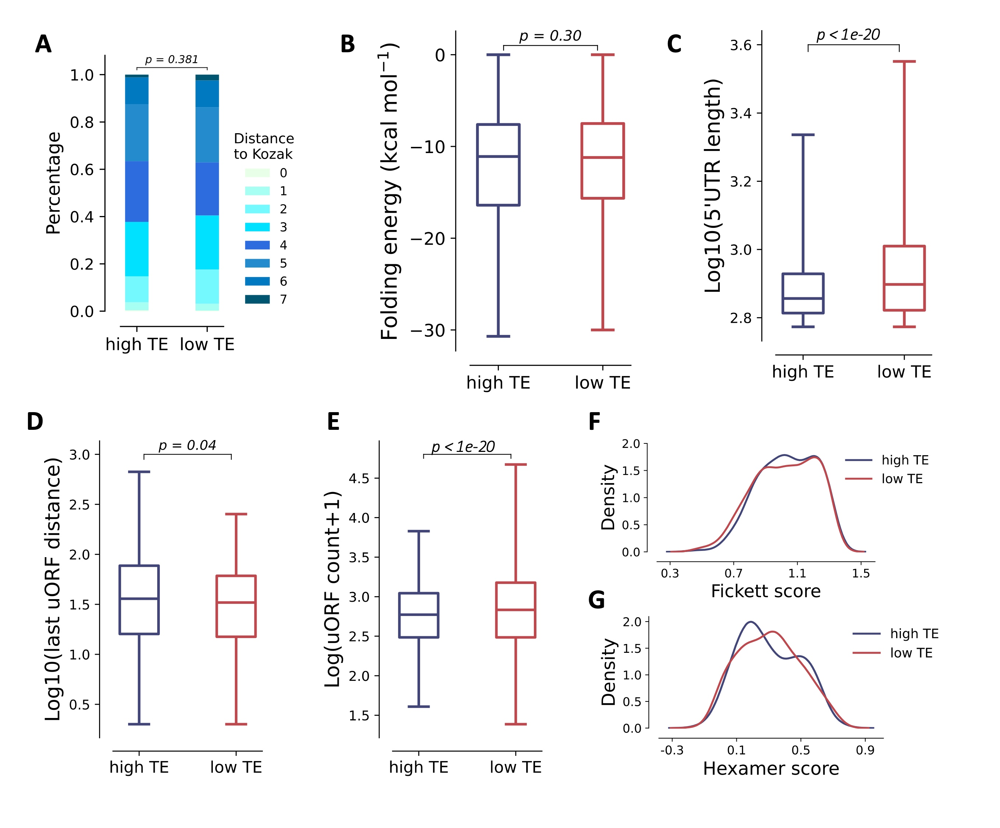 A
p = 0.381
1.0
0.8
0.6
0.4
0.2
0.0
Percentage
high TE
low TE
Distance
to Kozak
0
1
2
3
4
5
6
7
B
p = 0.30
0
−10
−20
−30
Folding energy (kcal mol⁻¹)
high TE
low TE
C
p < 1e-20
3.6
3.4
3.2
3.0
2.8
Log10(5'UTR length)
high TE
low TE
D
p = 0.04
3.0
2.5
2.0
1.5
1.0
0.5
Log10(last uORF distance)
high TE
low TE
E
p < 1e-20
4.5
4.0
3.5
3.0
2.5
2.0
1.5
Log(uORF count+1)
high TE
low TE
F
2.0
1.5
1.0
0.5
0.0
Density
high TE
low TE
0.3
0.7
1.1
1.5
Fickett score
G
2.0
1.5
1.0
0.5
0.0
Density
high TE
low TE
-0.3
0.1
0.5
0.9
Hexamer score